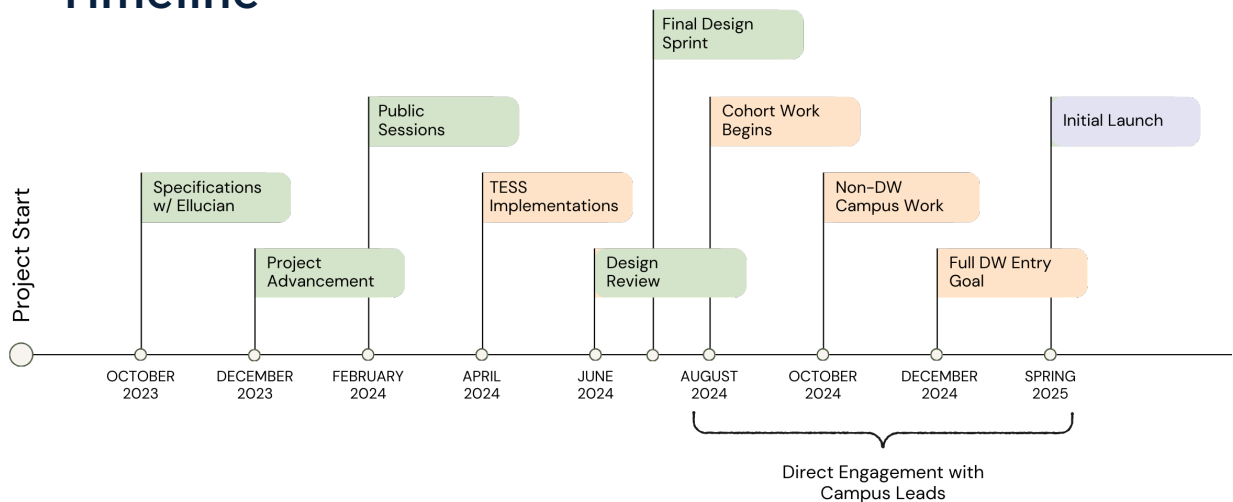 Timeline
Final Design
Sprint
Public
Sessions
Cohort Work
Begins
Initial Launch
Specifications
w/ Ellucian
TESS
Implementations
Non-DW
Campus Work
Project
Advancement
Design
Review
Full DW Entry
Goal
Project Start
OCTOBER
2023
DECEMBER
2023
FEBRUARY
2024
APRIL
2024
JUNE
2024
AUGUST
2024
OCTOBER
2024
DECEMBER
2024
SPRING
2025
Direct Engagement with
Campus Leads